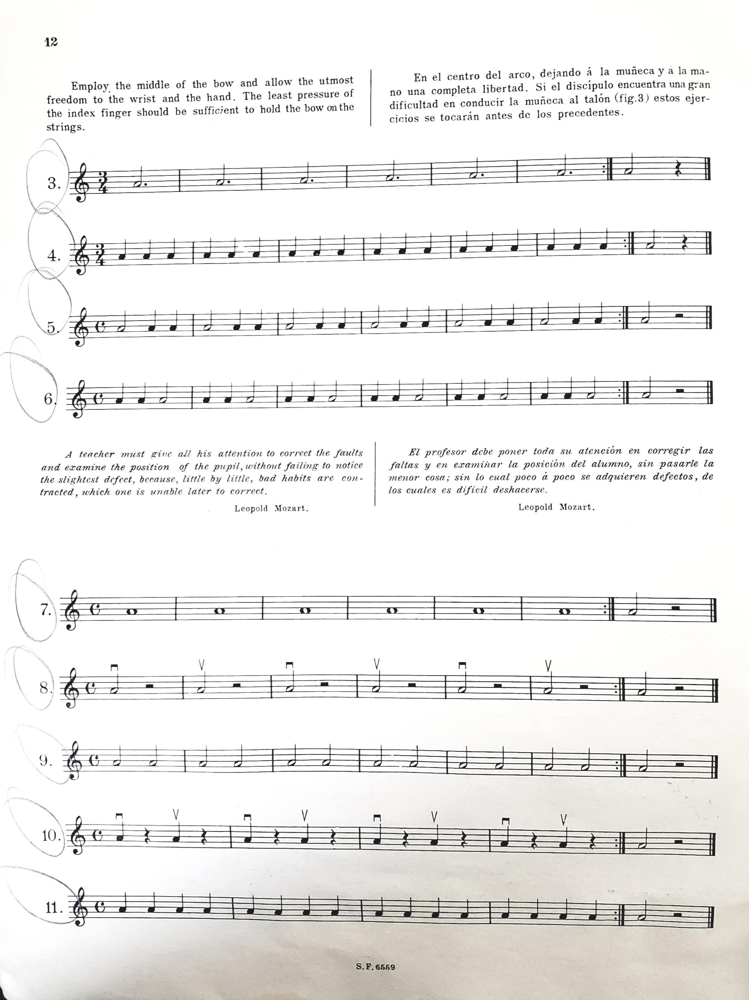 12
Employ the middle of the bow and allow the utmost
freedom to the wrist and the hand. The least pressure of
the index finger should be sufficient to hold the bow on the
strings.
En el centro del arco, dejando á la muñeca y á la ma-
no una completa libertad. Si el discípulo encuentra una gran
dificultad en conducir la muñeca al talón (fig.3) estos ejer-
cicios se tocarán antes de los precedentes.
3.
4.
5.
6.
A teacher must give all his attention to correct the faults
and examine the position of the pupil, without failing to notice
the slightest defect, because, little by little, bad habits are con-
tracted, which one is unable later to correct.
Leopold Mozart.
El profesor debe poner toda su atención en corregir las
faltas y en examiñar la posición del alumno, sin pasarle la
menor cosa; sin lo cual poco á poco se adquieren defectos, de
los cuales es dificil deshacerse.
Leopold Mozart.
7.
8.
9.
10.
11.
S. F. 6559